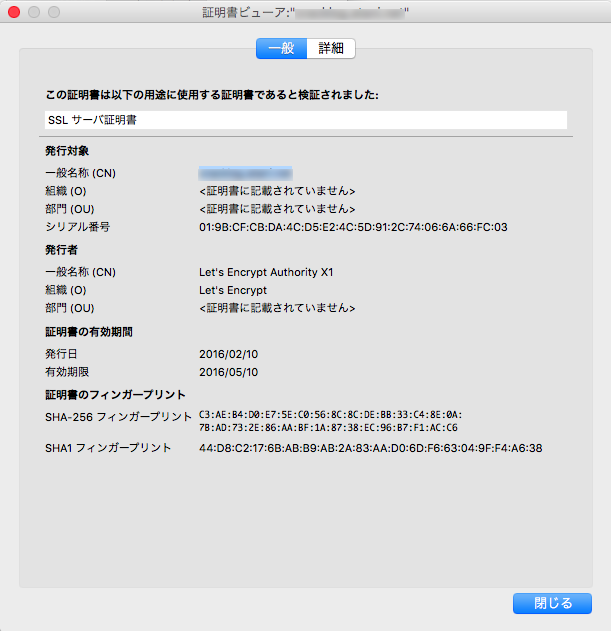 証明書ビューア:"
一般 詳細
この証明書は以下の用途に使用する証明書であると検証されました:
SSL サーバ証明書
発行対象
一般名称 (CN)
組織 (O) <証明書に記載されていません>
部門 (OU) <証明書に記載されていません>
シリアル番号 01:9B:CF:CB:DA:4C:D5:E2:4C:5D:91:2C:74:06:6A:66:FC:03
発行者
一般名称 (CN) Let's Encrypt Authority X1
組織 (O) Let's Encrypt
部門 (OU) <証明書に記載されていません>
証明書の有効期間
発行日 2016/02/10
有効期限 2016/05/10
証明書のフィンガープリント
SHA-256 フィンガープリント C3:AE:B4:D0:E7:5E:C0:56:8C:8C:DE:BB:33:C4:8E:0A:
7B:AD:73:2E:86:AA:BF:1A:87:38:EC:96:B7:F1:AC:C6
SHA1 フィンガープリント 44:D8:C2:17:6B:AB:B9:AB:2A:83:AA:D0:6D:F6:63:04:9F:F4:A6:38
閉じる